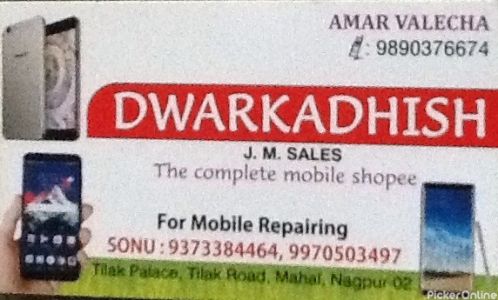 AMAR VALECHA
: 9890376674
DWARKADHISH
J. M. SALES
The complete mobile shopee
For Mobile Repairing
SONU : 9373384464, 9970503497
Tilak Palace, Tilak Road, Mahal, Nagpur 02
PickerOnline